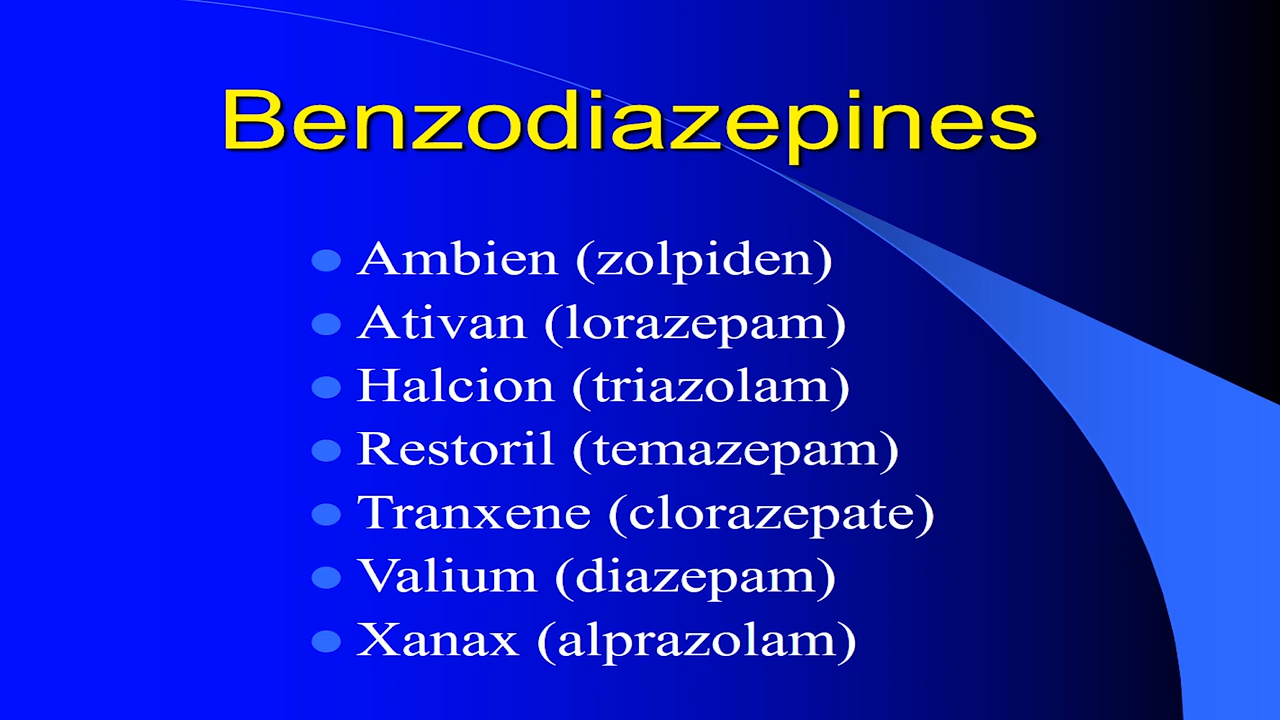 Benzodiazepines
Ambien (zolpiden)
Ativan (lorazepam)
Halcion (triazolam)
Restoril (temazepam)
Tranxene (clorazepate)
Valium (diazepam)
Xanax (alprazolam)